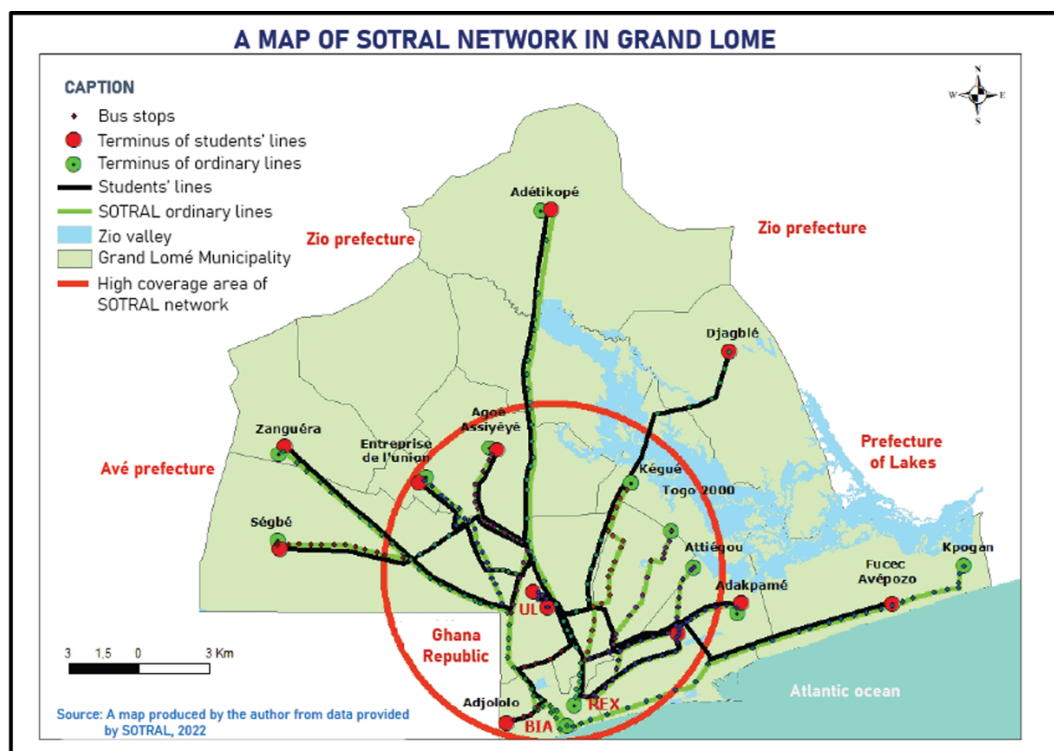 A MAP OF SOTRAL NETWORK IN GRAND LOME
CAPTION
Bus stops
Terminus of students' lines
Terminus of ordinary lines
Students' lines
SOTRAL ordinary lines
Zio valley
Grand Lomé Municipality
High coverage area of
SOTRAL network
N
W
E
S
Adétikopé
Zio prefecture
Zio prefecture
Djagblé
Agoè
Assiyéyé
Zanguéra
Entreprise
de l'union
Avé prefecture
Prefecture
of Lakes
Kégué
Togo 2000
Ségbé
Attiégou
Kpogan
Fucec
Avépozo
Adakpamé
UL
Ghana
Republic
3 1,5 0 3 Km
Adjololo
REX
BIA
Atlantic ocean
Source: A map produced by the author from data provided
by SOTRAL, 2022